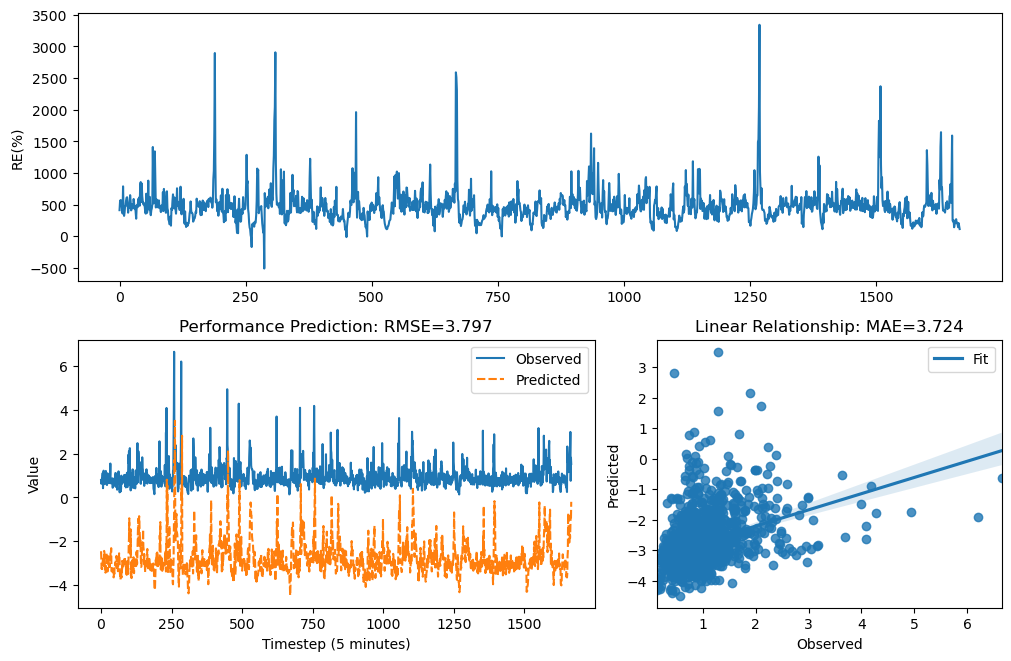 3500
3000
2500
2000
1500
1000
500
0
−500
RE(%)
0 250 500 750 1000 1250 1500
Performance Prediction: RMSE=3.797
Observed
Predicted
6
4
2
0
−2
−4
Value
0 250 500 750 1000 1250 1500
Timestep (5 minutes)
Linear Relationship: MAE=3.724
Fit
3
2
1
0
−1
−2
−3
−4
Predicted
1 2 3 4 5 6
Observed